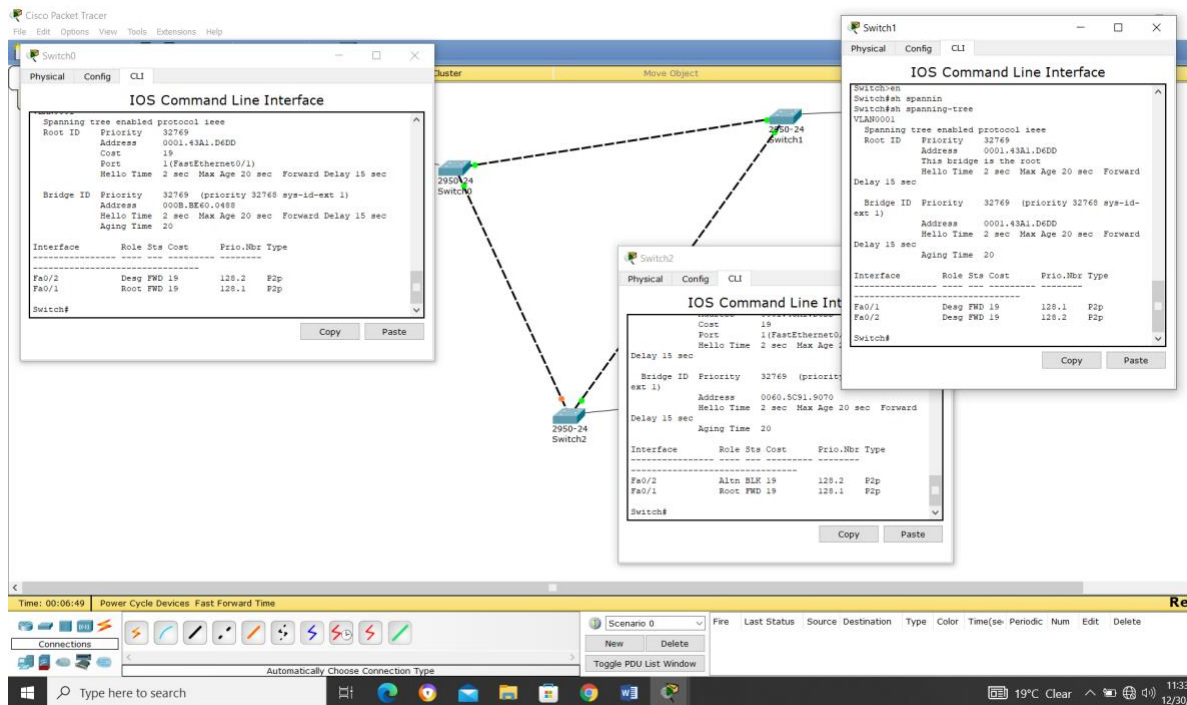 Cisco Packet Tracer
File Edit Options View Tools Extensions Help
Switch0
Physical Config CLI
IOS Command Line Interface
VLAN0001
Spanning tree enabled protocol ieee
Root ID Priority 32769
Address 0001.43A1.D6DD
Cost 19
Port 1(FastEthernet0/1)
Hello Time 2 sec Max Age 20 sec Forward Delay 15 sec
Bridge ID Priority 32769 (priority 32768 sys-id-ext 1)
Address 000B.BE60.0488
Hello Time 2 sec Max Age 20 sec Forward Delay 15 sec
Aging Time 20
Interface Role Sts Cost Prio.Nbr Type
---------------- ---- --- --------- -------- --------------------------------
Fa0/2 Desg FWD 19 128.2 P2p
Fa0/1 Root FWD 19 128.1 P2p
Switch#
Copy Paste
Cluster
Move Object
2950-24
Switch0
2950-24
Switch1
2950-24
Switch2
Switch1
Physical Config CLI
IOS Command Line Interface
Switch>en
Switch#sh spannin
Switch#sh spanning-tree
VLAN0001
Spanning tree enabled protocol ieee
Root ID Priority 32769
Address 0001.43A1.D6DD
This bridge is the root
Hello Time 2 sec Max Age 20 sec Forward
Delay 15 sec
Bridge ID Priority 32769 (priority 32768 sys-id-
ext 1)
Address 0001.43A1.D6DD
Hello Time 2 sec Max Age 20 sec Forward
Delay 15 sec
Aging Time 20
Interface Role Sts Cost Prio.Nbr Type
---------------- ---- --- --------- -------- --------------------------------
Fa0/1 Desg FWD 19 128.1 P2p
Fa0/2 Desg FWD 19 128.2 P2p
Switch#
Copy Paste
Switch2
Physical Config CLI
IOS Command Line Int
Cost 19
Port 1(FastEthernet0/
Hello Time 2 sec Max Age
Delay 15 sec
Bridge ID Priority 32769 (priorit
ext 1)
Address 0060.5C91.9070
Hello Time 2 sec Max Age 20 sec Forward
Delay 15 sec
Aging Time 20
Interface Role Sts Cost Prio.Nbr Type
---------------- ---- --- --------- -------- --------------------------------
Fa0/2 Altn BLK 19 128.2 P2p
Fa0/1 Root FWD 19 128.1 P2p
Switch#
Copy Paste
Time: 00:06:49 Power Cycle Devices Fast Forward Time
Re
Connections
Automatically Choose Connection Type
Scenario 0
New Delete
Toggle PDU List Window
Fire Last Status Source Destination Type Color Time(se Periodic Num Edit Delete
Type here to search
19°C Clear
11:33
12/30